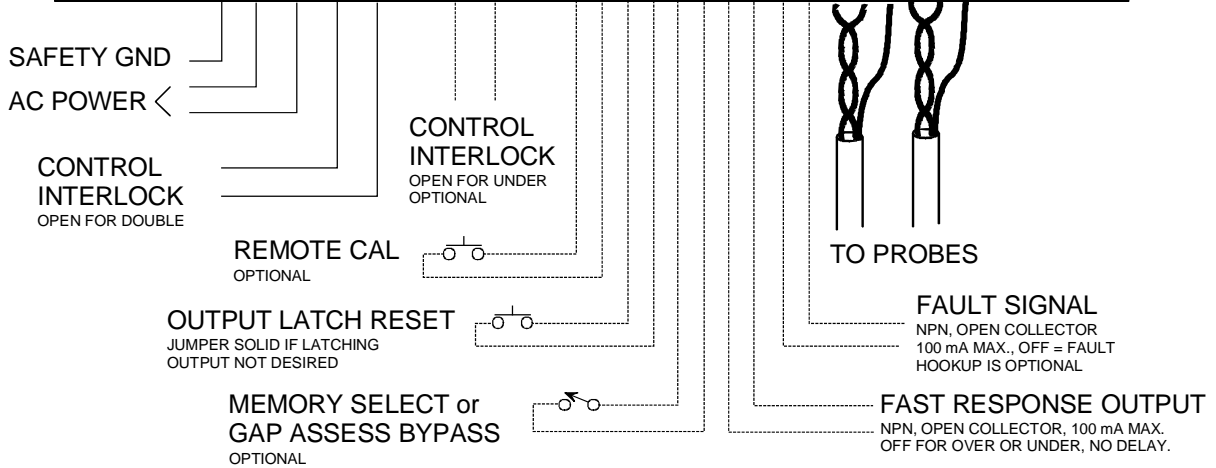 SAFETY GND
AC POWER
CONTROL
INTERLOCK
OPEN FOR DOUBLE
CONTROL
INTERLOCK
OPEN FOR UNDER
OPTIONAL
REMOTE CAL
OPTIONAL
OUTPUT LATCH RESET
JUMPER SOLID IF LATCHING
OUTPUT NOT DESIRED
MEMORY SELECT or
GAP ASSESS BYPASS
OPTIONAL
TO PROBES
FAULT SIGNAL
NPN, OPEN COLLECTOR
100 mA MAX., OFF = FAULT
HOOKUP IS OPTIONAL
FAST RESPONSE OUTPUT
NPN, OPEN COLLECTOR, 100 mA MAX.
OFF FOR OVER OR UNDER, NO DELAY.